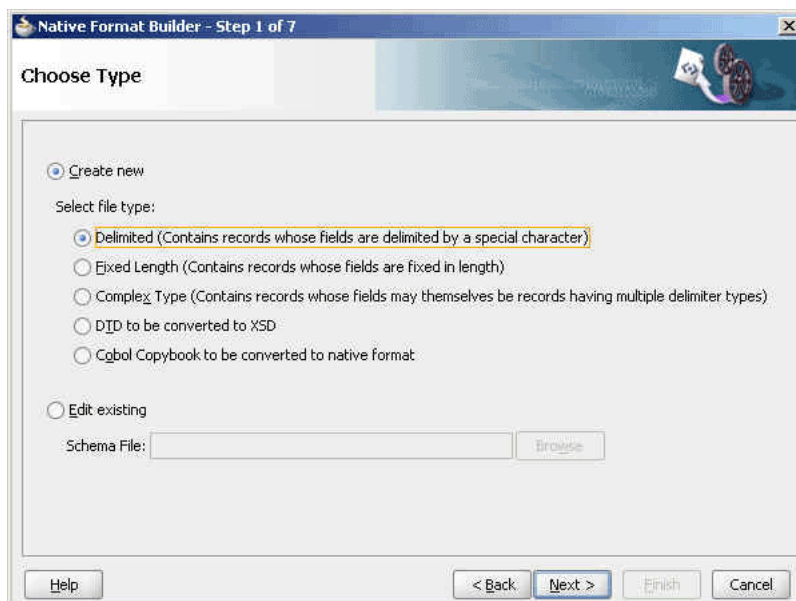 Native Format Builder - Step 1 of 7
Choose Type
Create new
Select file type:
Delimited (Contains records whose fields are delimited by a special character)
Fixed Length (Contains records whose fields are fixed in length)
Complex Type (Contains records whose fields may themselves be records having multiple delimiter types)
DTD to be converted to XSD
Cobol Copybook to be converted to native format
Edit existing
Schema File: Browse
Help < Back Next > Finish Cancel